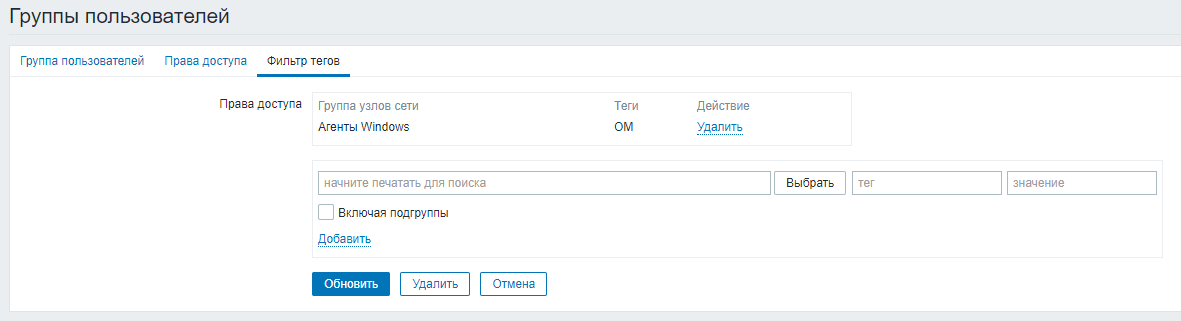 Группы пользователей
Группа пользователей Права доступа Фильтр тегов
Права доступа Группа узлов сети Теги Действие
Агенты Windows ОМ Удалить
начните печатать для поиска Выбрать тег значение
Включая подгруппы
Добавить
Обновить Удалить Отмена